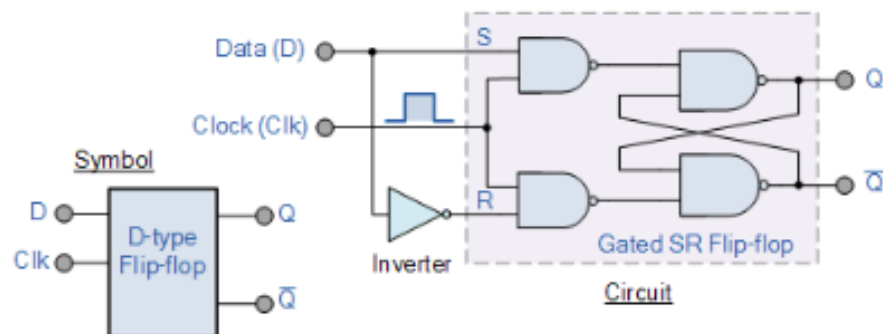 Data (D)
S
Q
Clock (Clk)
Symbol
Q̅
D
Q
R
D-type
Flip-flop
Clk
Inverter
Gated SR Flip-flop
Q̅
Circuit